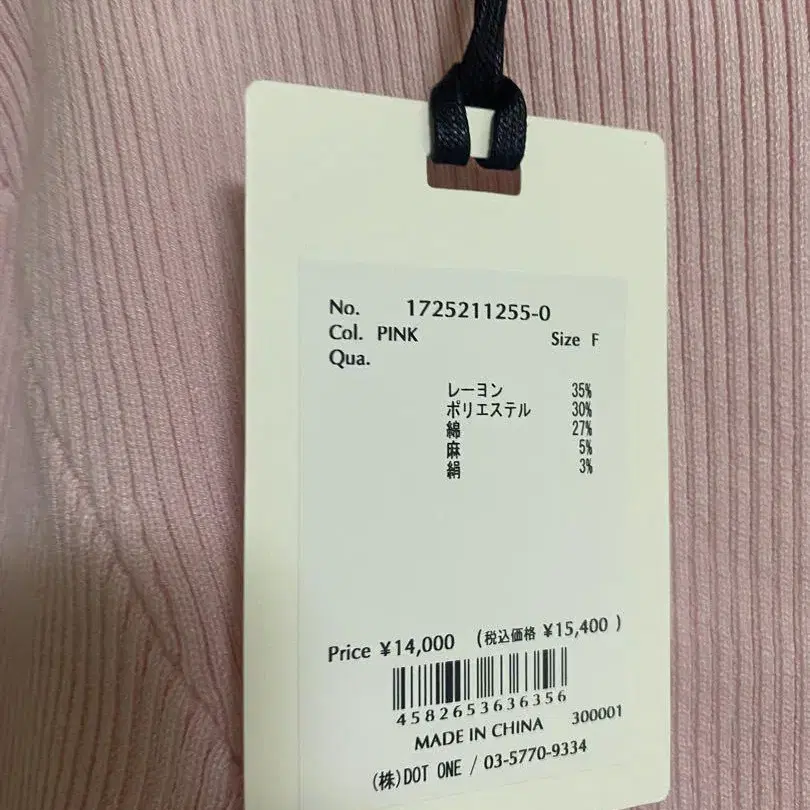 No. 1725211255-0
Col. PINK Size F
Qua.
レーヨン 35%
ポリエステル 30%
綿 27%
麻 5%
絹 3%
Price ¥14,000 (税込価格 ¥15,400 )
4582653636356
MADE IN CHINA 300001
(株)DOT ONE / 03-5770-9334